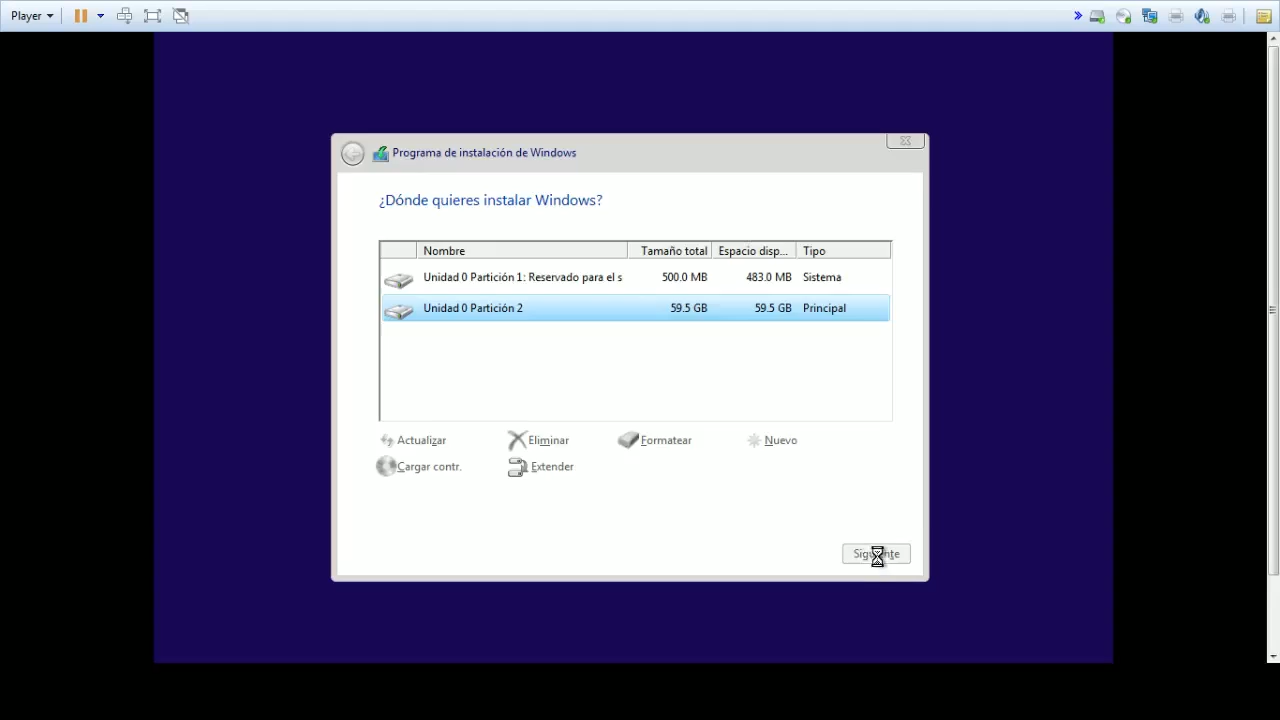 Player
Programa de instalación de Windows
¿Dónde quieres instalar Windows?
Nombre Tamaño total Espacio disp... Tipo
Unidad 0 Partición 1: Reservado para el s 500.0 MB 483.0 MB Sistema
Unidad 0 Partición 2 59.5 GB 59.5 GB Principal
Actualizar Eliminar Formatear Nuevo
Cargar contr. Extender
Siguiente